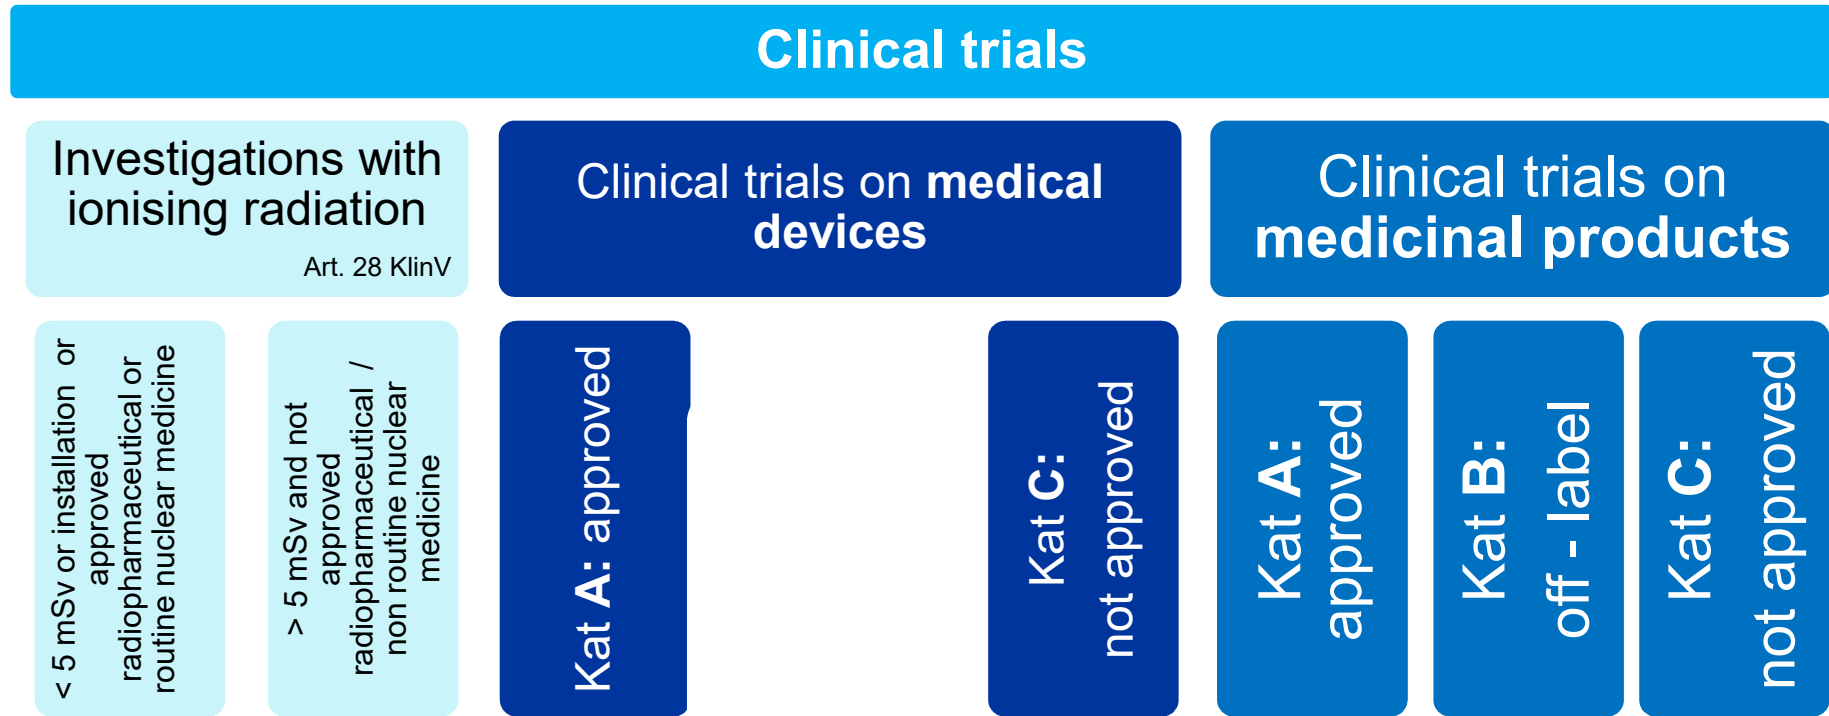 Clinical trials
Investigations with
ionising radiation
Art. 28 KlinV
Clinical trials on medical
devices
Clinical trials on
medicinal products
< 5 mSv or installation or
approved
radiopharmaceutical or
routine nuclear medicine
> 5 mSv and not
approved
radiopharmaceutical /
non routine nuclear
medicine
Kat A: approved
Kat C:
not approved
Kat A:
approved
Kat B:
off - label
Kat C:
not approved